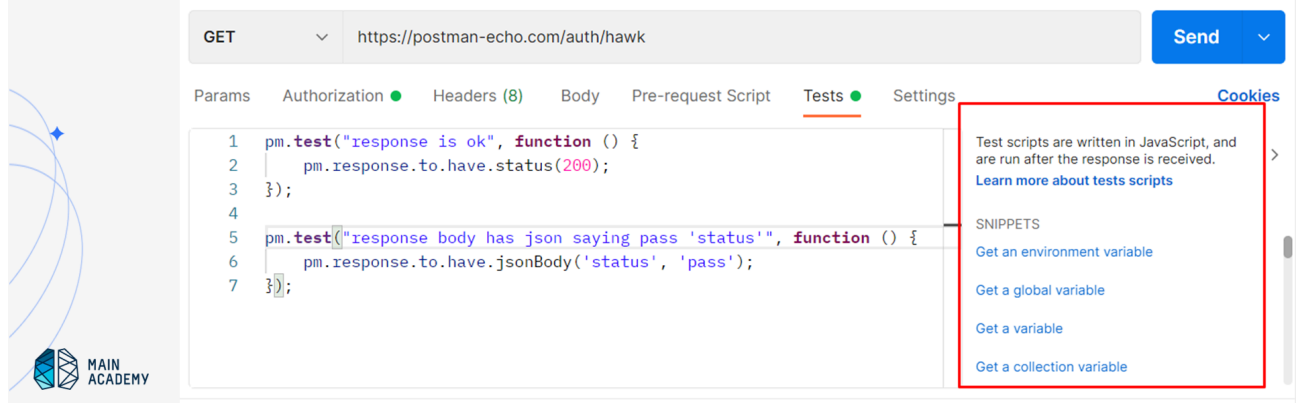 GET
https://postman-echo.com/auth/hawk
Send
Params
Authorization
Headers (8)
Body
Pre-request Script
Tests
Settings
Cookies
1 pm.test("response is ok", function () {
2 pm.response.to.have.status(200);
3 });
4
5 pm.test("response body has json saying pass 'status'", function () {
6 pm.response.to.have.jsonBody('status', 'pass');
7 });
Test scripts are written in JavaScript, and
are run after the response is received.
Learn more about tests scripts
SNIPPETS
Get an environment variable
Get a global variable
Get a variable
Get a collection variable
MAIN
ACADEMY